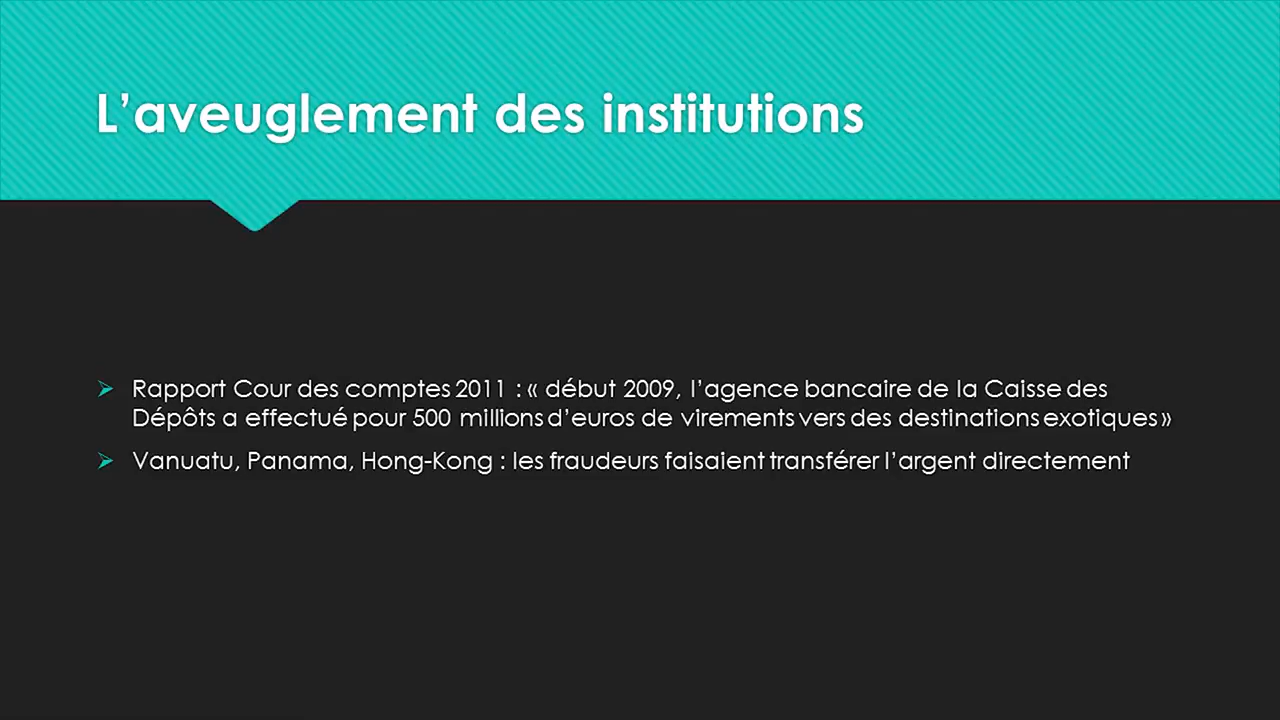 L’aveuglement des institutions
Rapport Cour des comptes 2011 : « début 2009, l’agence bancaire de la Caisse des
Dépôts a effectué pour 500 millions d’euros de virements vers des destinations exotiques »
Vanuatu, Panama, Hong-Kong : les fraudeurs faisaient transférer l’argent directement